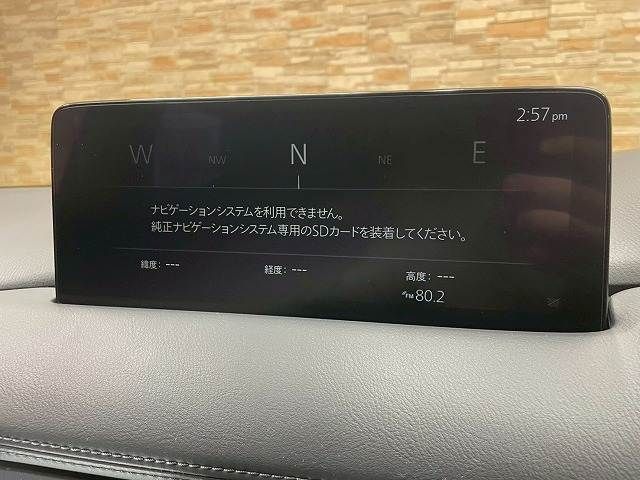 2:57 pm
W NW N NE E
ナビゲーションシステムを利用できません。
純正ナビゲーションシステム専用のSDカードを装着してください。
緯度: --- 経度: --- 高度: ---
FM 80.2